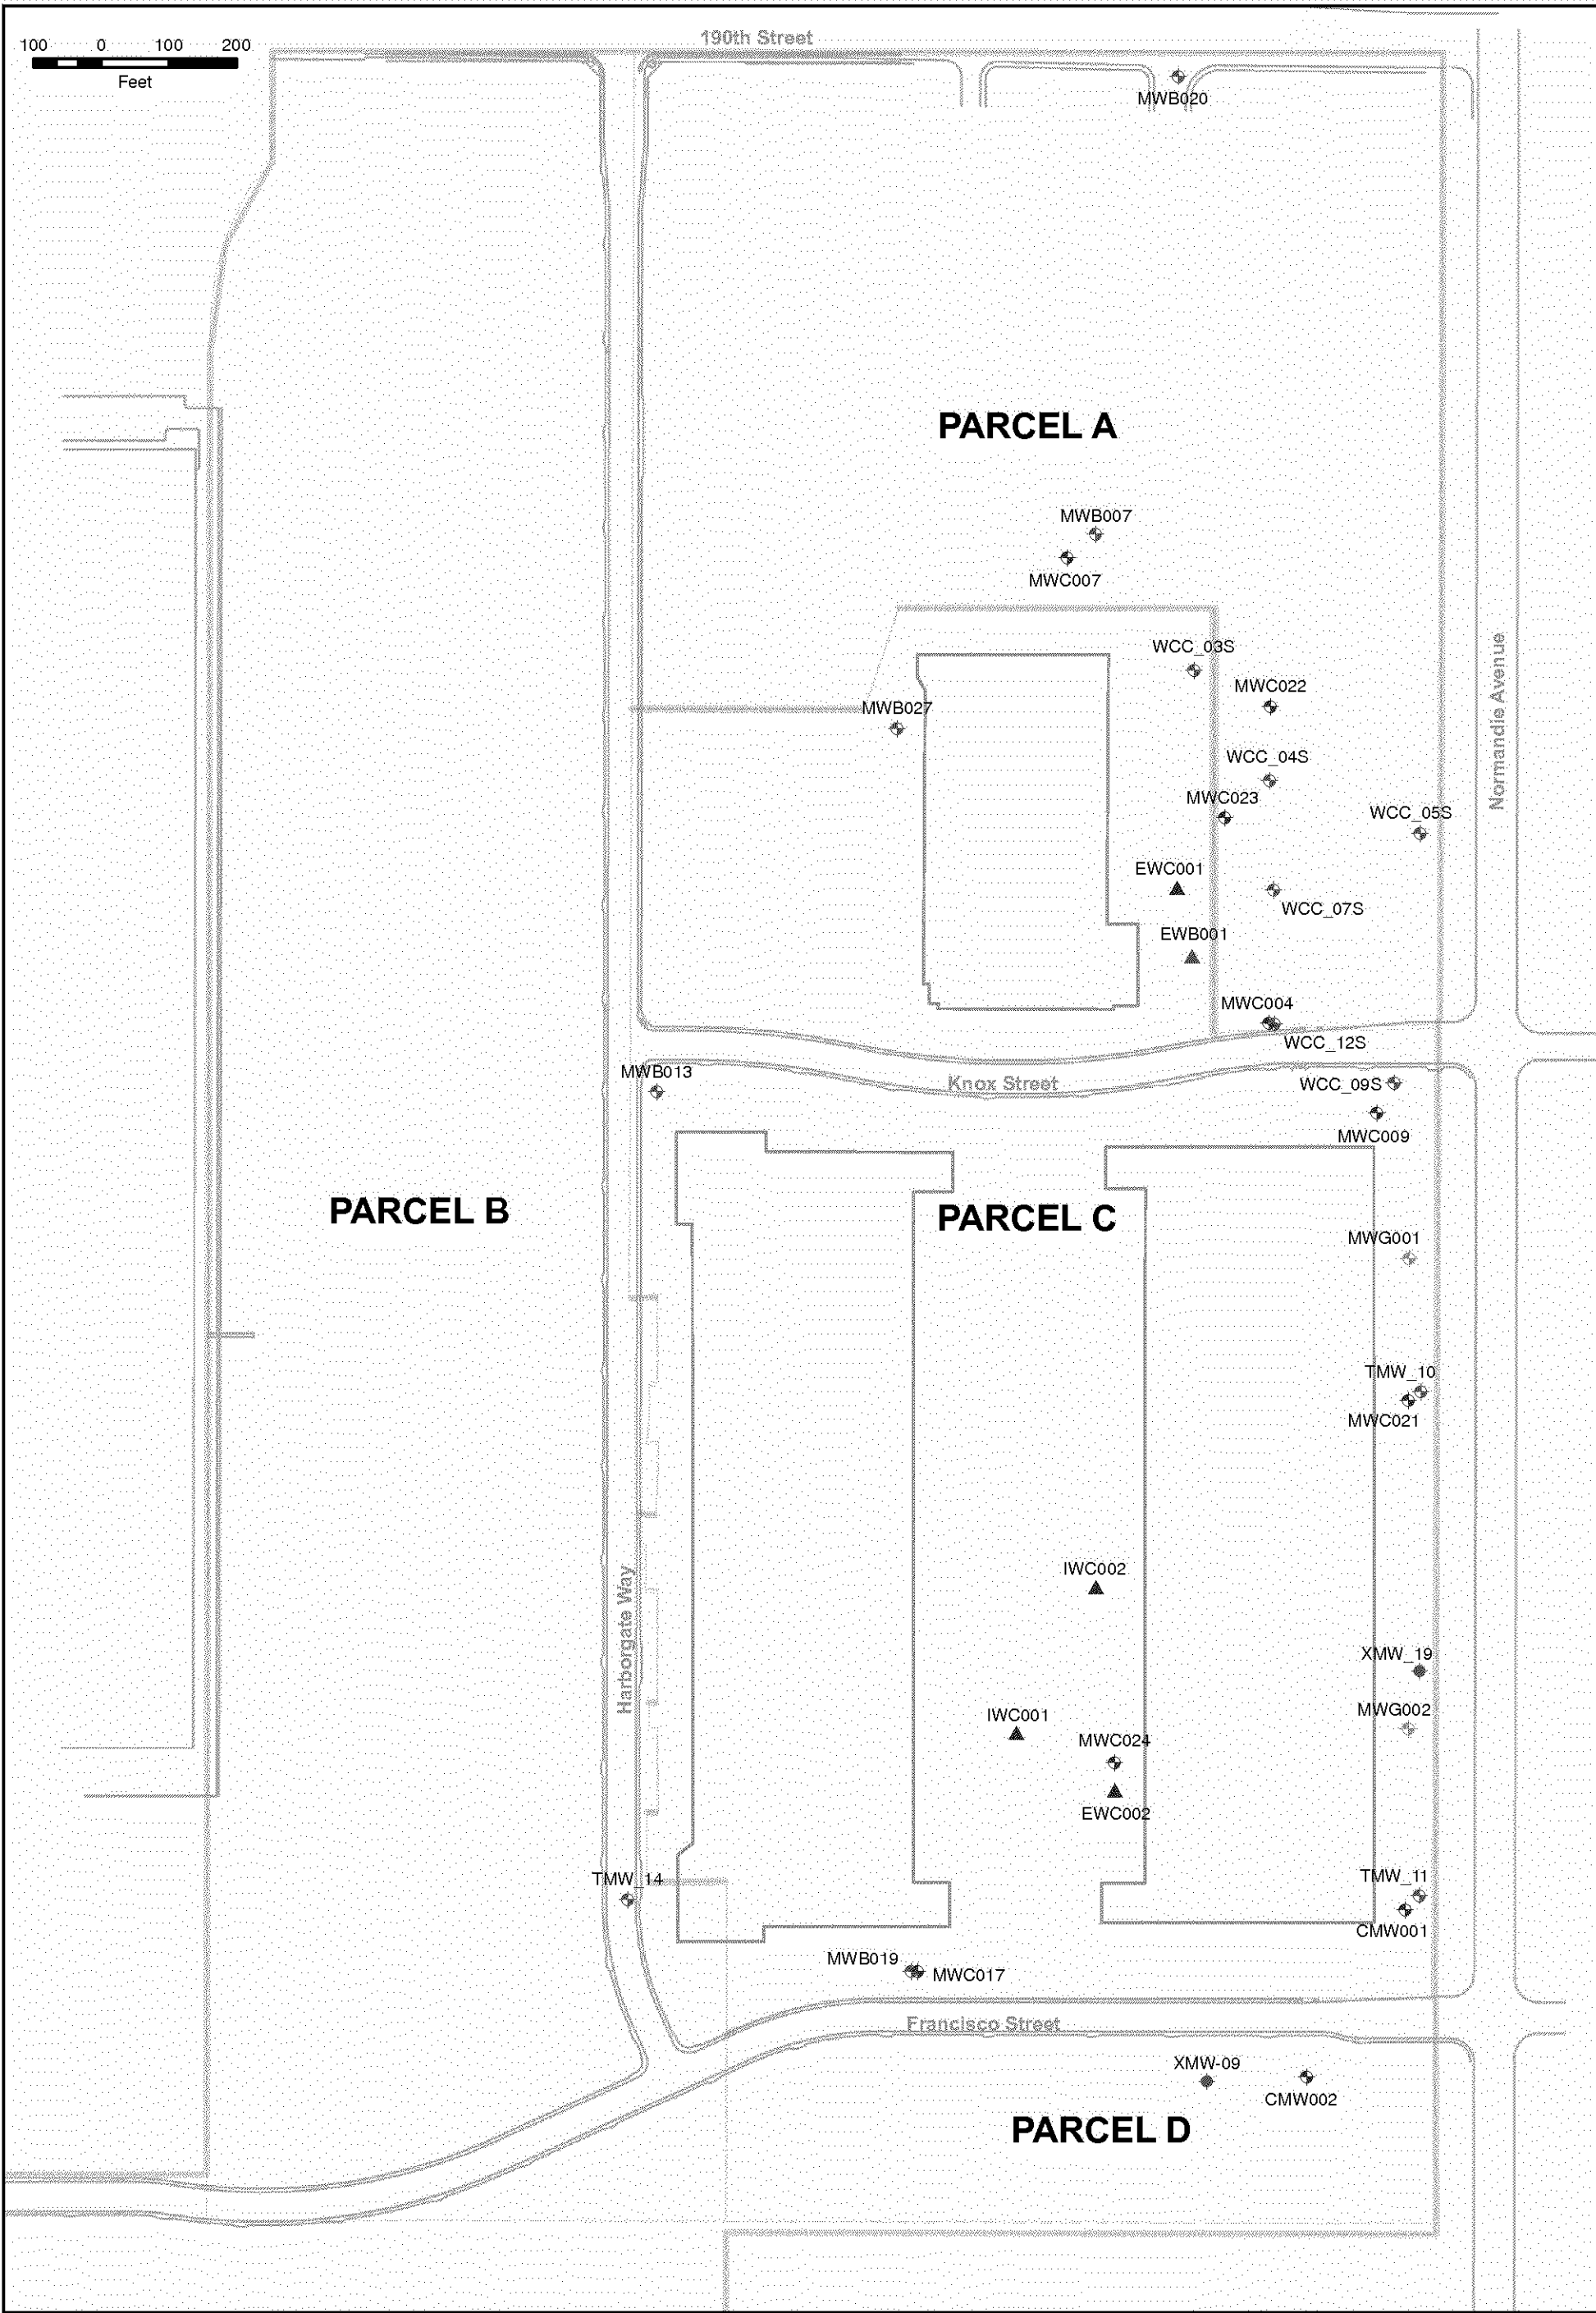 190th Street
100 0 100 200
Feet
MWB020
PARCEL A
MWB007
MWC007
WCC_03S
MWC022
MWB027
Normandie Avenue
WCC_04S
MWC023
WCC_05S
EWC001
WCC_07S
EWB001
MWC004
WCC_12S
MWB013
Knox Street
WCC_09S
MWC009
PARCEL B
PARCEL C
MWG001
TMW_10
MWC021
IWC002
Harborgate Way
XMW_19
MWG002
IWC001
MWC024
EWC002
TMW_14
TMW_11
CMW001
MWB019
MWC017
Francisco Street
XMW-09
CMW002
PARCEL D